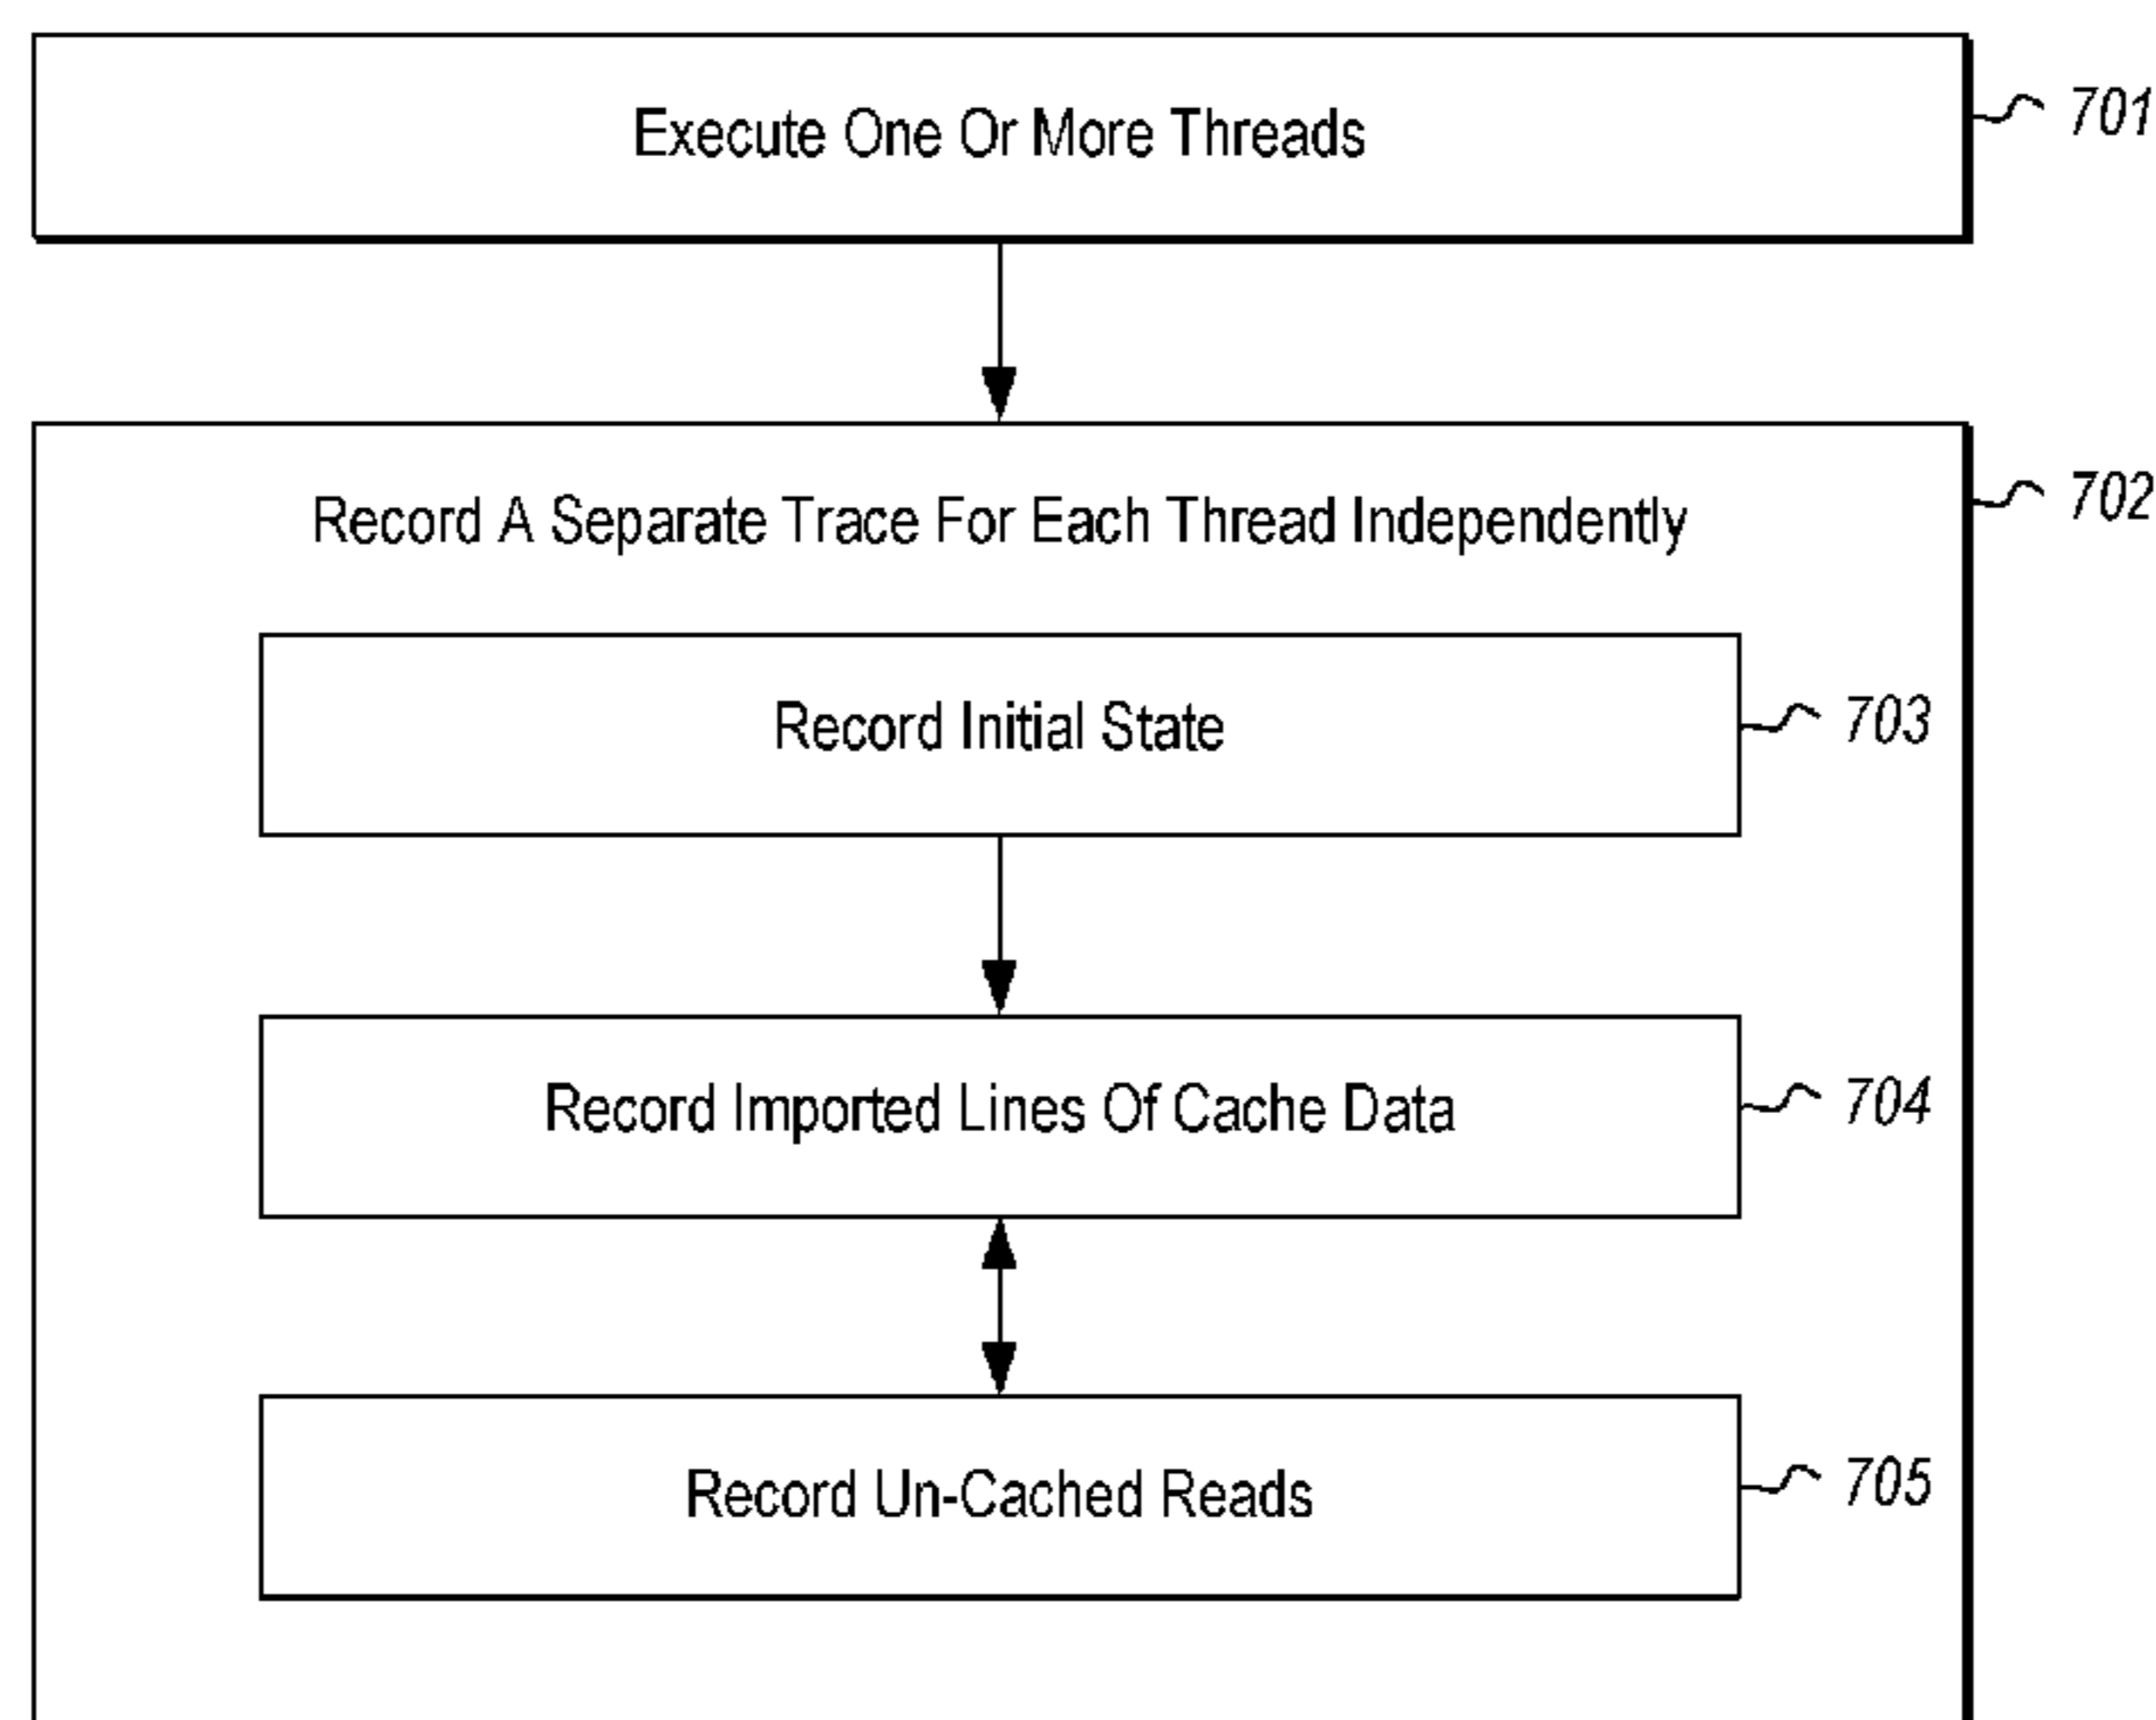 Execute One Or More Threads
701
Record A Separate Trace For Each Thread Independently
702
Record Initial State
703
Record Imported Lines Of Cache Data
704
Record Un-Cached Reads
705